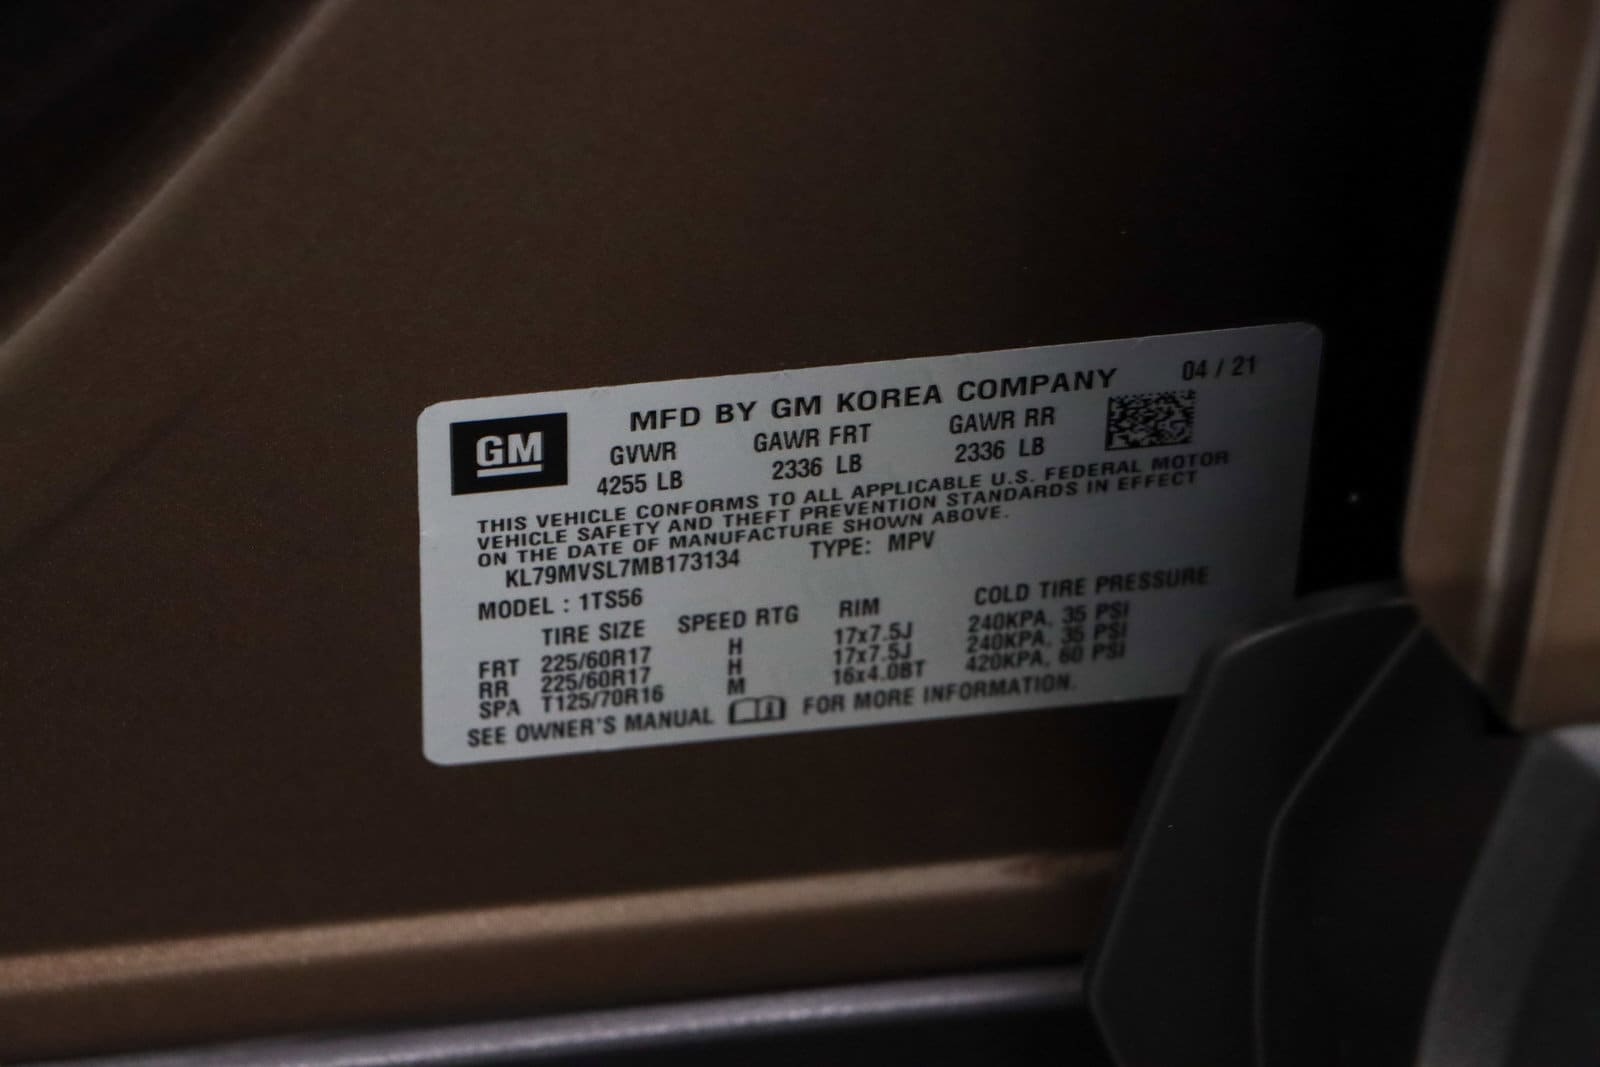 GM
MFD BY GM KOREA COMPANY 04 / 21
GVWR GAWR FRT GAWR RR
4255 LB 2336 LB 2336 LB
THIS VEHICLE CONFORMS TO ALL APPLICABLE U.S. FEDERAL MOTOR
VEHICLE SAFETY AND THEFT PREVENTION STANDARDS IN EFFECT
ON THE DATE OF MANUFACTURE SHOWN ABOVE.
KL79MVSL7MB173134 TYPE: MPV
MODEL : 1TS56
TIRE SIZE SPEED RTG RIM COLD TIRE PRESSURE
FRT 225/60R17 H 17x7.5J 240KPA, 35 PSI
RR 225/60R17 H 17x7.5J 240KPA, 35 PSI
SPA T125/70R16 M 16x4.0BT 420KPA, 60 PSI
SEE OWNER'S MANUAL FOR MORE INFORMATION.